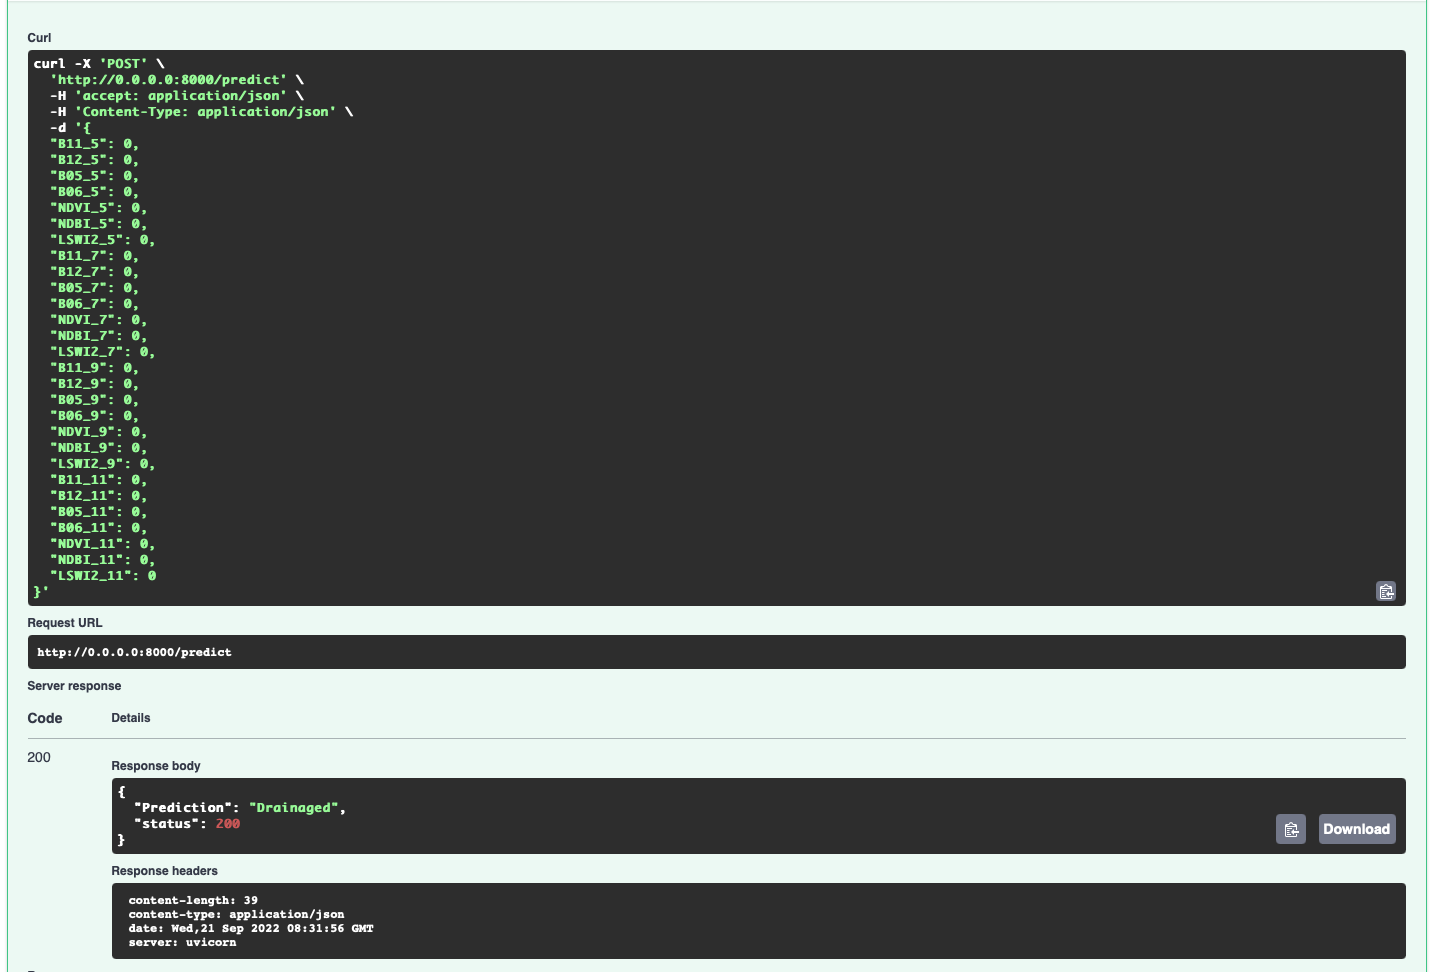 Curl
curl -X 'POST' \
'http://0.0.0.0:8000/predict' \
-H 'accept: application/json' \
-H 'Content-Type: application/json' \
-d '{
"B11_5": 0,
"B12_5": 0,
"B05_5": 0,
"B06_5": 0,
"NDVI_5": 0,
"NDBI_5": 0,
"LSWI2_5": 0,
"B11_7": 0,
"B12_7": 0,
"B05_7": 0,
"B06_7": 0,
"NDVI_7": 0,
"NDBI_7": 0,
"LSWI2_7": 0,
"B11_9": 0,
"B12_9": 0,
"B05_9": 0,
"B06_9": 0,
"NDVI_9": 0,
"NDBI_9": 0,
"LSWI2_9": 0,
"B11_11": 0,
"B12_11": 0,
"B05_11": 0,
"B06_11": 0,
"NDVI_11": 0,
"NDBI_11": 0,
"LSWI2_11": 0
}'
Request URL
http://0.0.0.0:8000/predict
Server response
Code Details
200
Response body
{
"Prediction": "Drainaged",
"status": 200
}
Download
Response headers
content-length: 39
content-type: application/json
date: Wed,21 Sep 2022 08:31:56 GMT
server: uvicorn